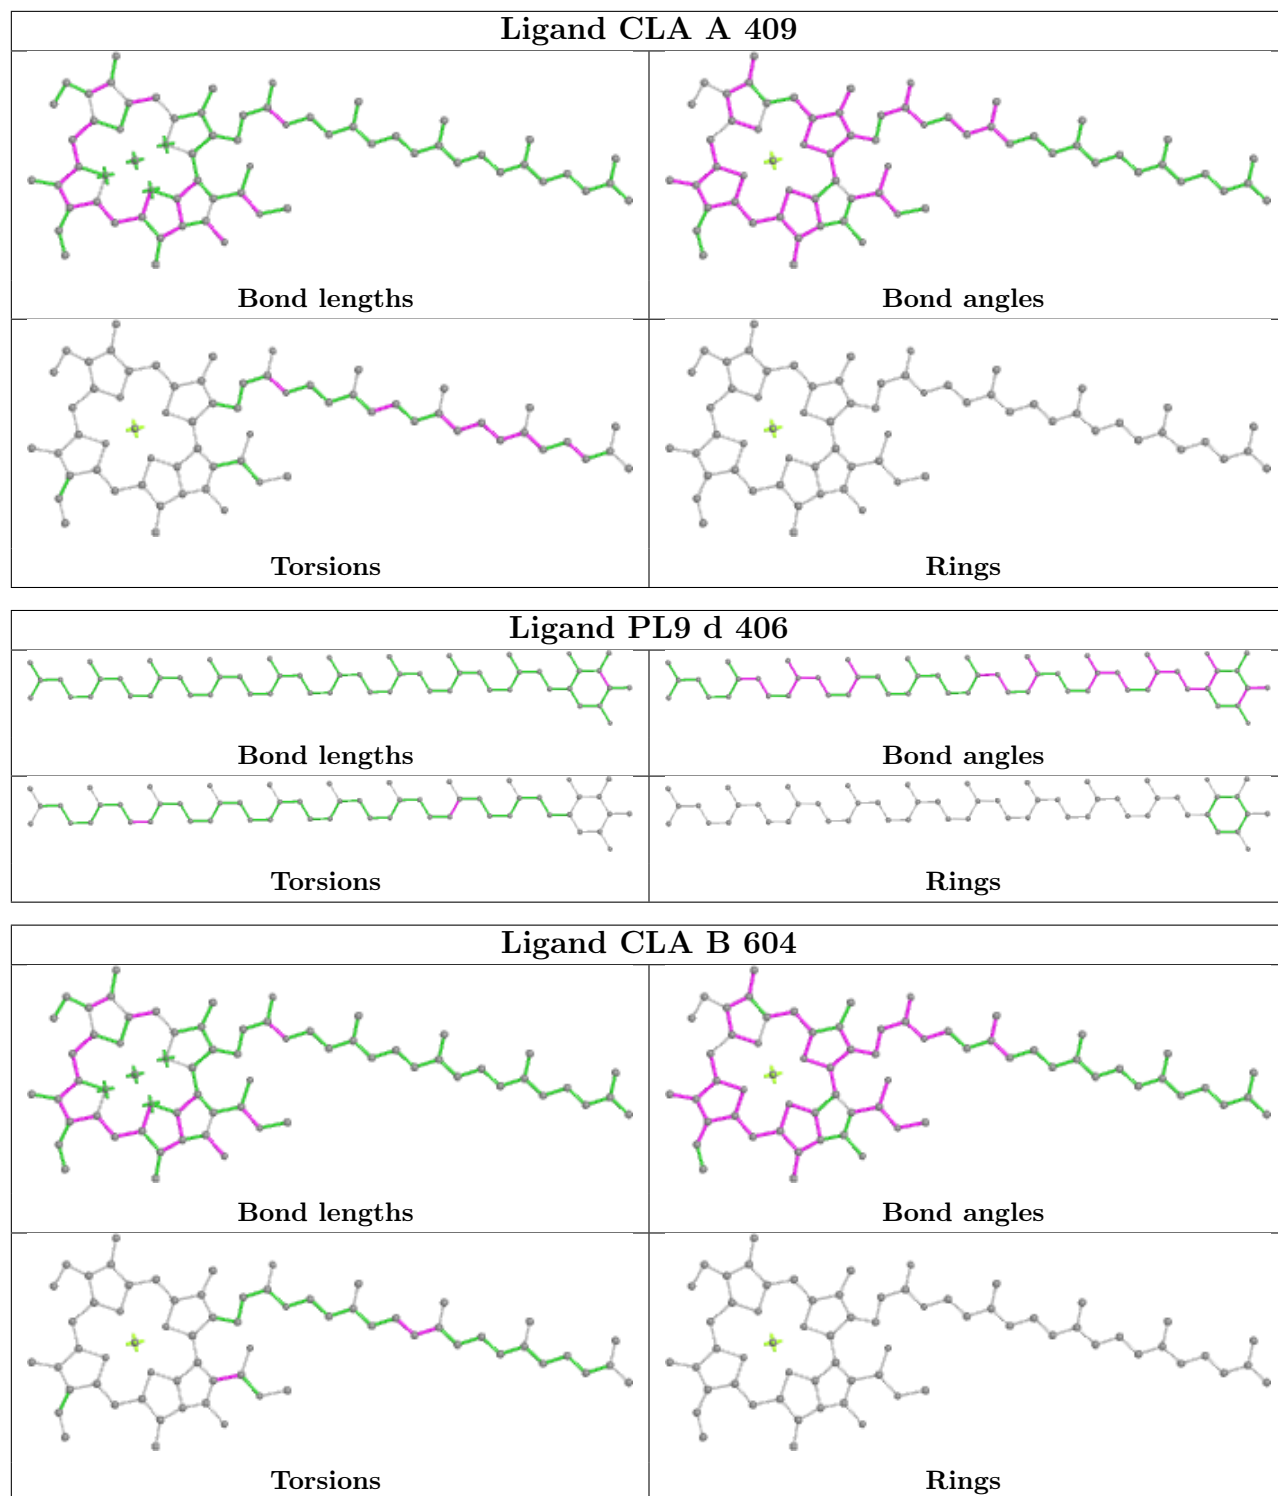 Ligand CLA A 409
Bond lengths
Bond angles
Torsions
Rings
Ligand PL9 d 406
Bond lengths
Bond angles
Torsions
Rings
Ligand CLA B 604
Bond lengths
Bond angles
Torsions
Rings